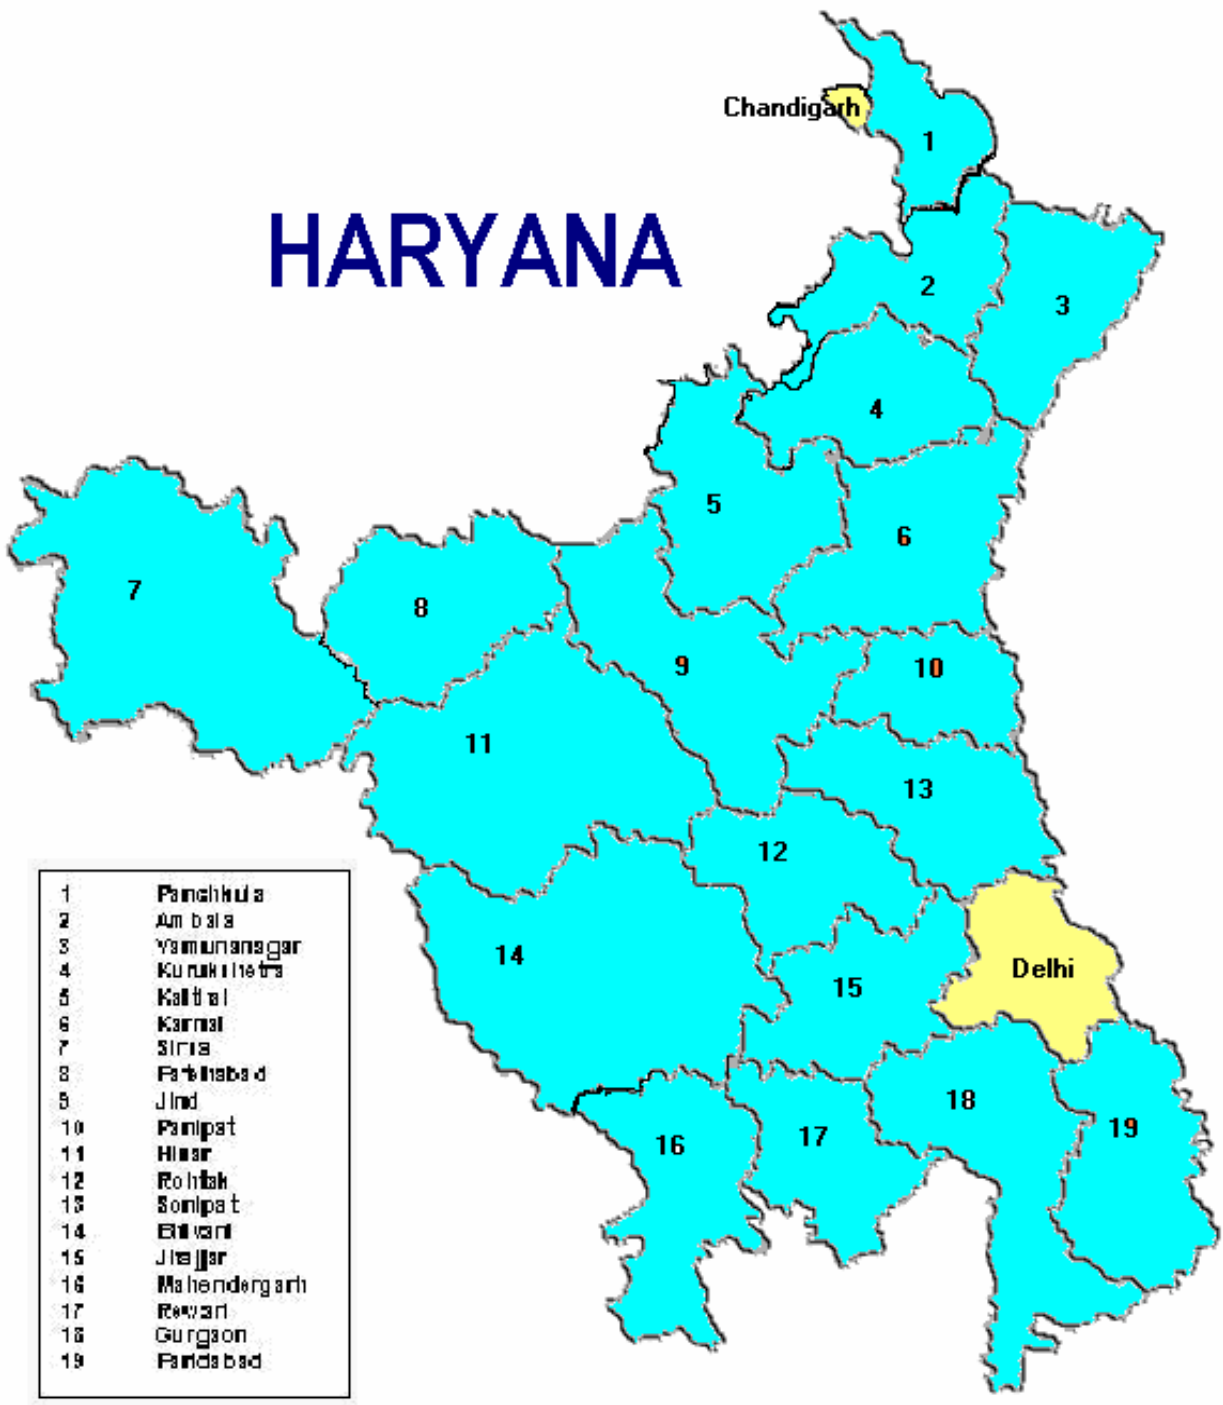 Chandigarh
1
HARYANA
2
3
4
5
6
7
8
9
10
11
13
12
14
Delhi
15
18
19
17
16
1 Panchkula
2 Ambala
3 Yamunanagar
4 Kurukshetra
5 Kaithal
6 Karnal
7 Sirsa
8 Fatehabad
9 Jind
10 Panipat
11 Hisar
12 Rohtak
13 Sonipat
14 Bhiwani
15 Jhajjar
16 Mahendergarh
17 Rewari
18 Gurgaon
19 Faridabad